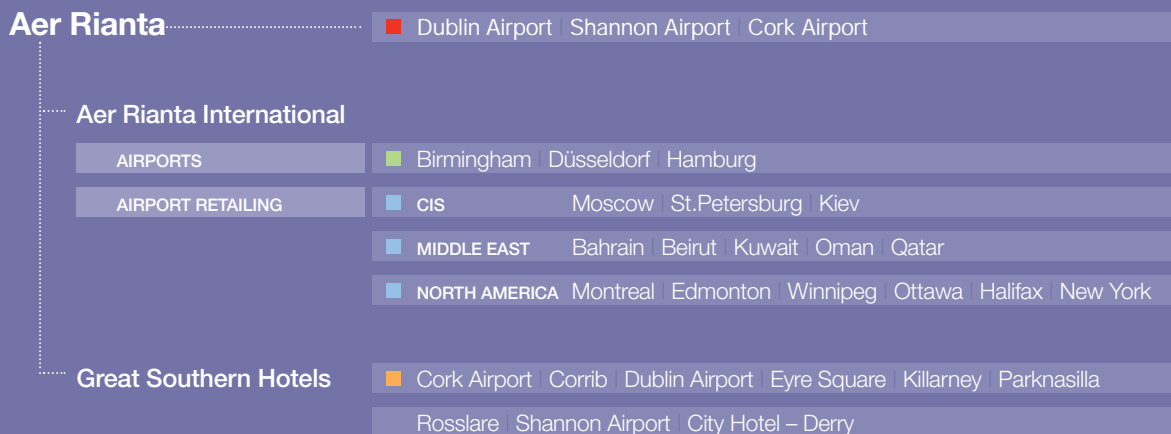 Aer Rianta Dublin Airport | Shannon Airport | Cork Airport
Aer Rianta International
AIRPORTS Birmingham | Düsseldorf | Hamburg
AIRPORT RETAILING CIS Moscow | St.Petersburg | Kiev
MIDDLE EAST Bahrain | Beirut | Kuwait | Oman | Qatar
NORTH AMERICA Montreal | Edmonton | Winnipeg | Ottawa | Halifax | New York
Great Southern Hotels Cork Airport | Corrib | Dublin Airport | Eyre Square | Killarney | Parknasilla
Rosslare | Shannon Airport | City Hotel – Derry